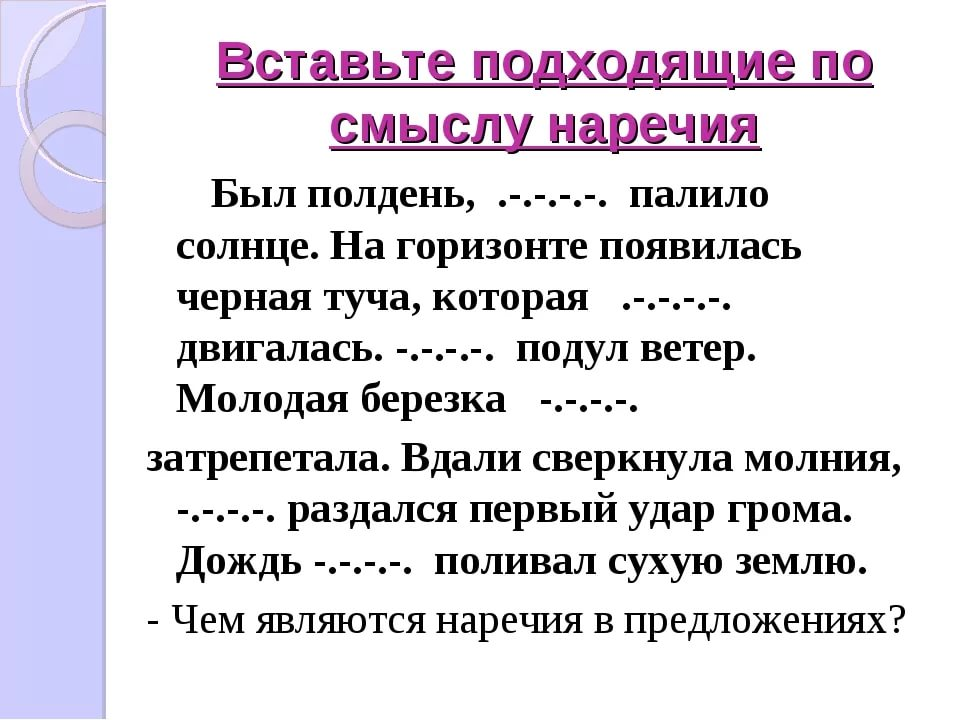 Вставьте подходящие по
смыслу наречия
Был полдень, .-.-.-.-. палило
солнце. На горизонте появилась
черная туча, которая .-.-.-.-.
двигалась. -.-.-.-. подул ветер.
Молодая березка -.-.-.-.
затрепетала. Вдали сверкнула молния,
-.-.-.-. раздался первый удар грома.
Дождь -.-.-.-. поливал сухую землю.
- Чем являются наречия в предложениях?